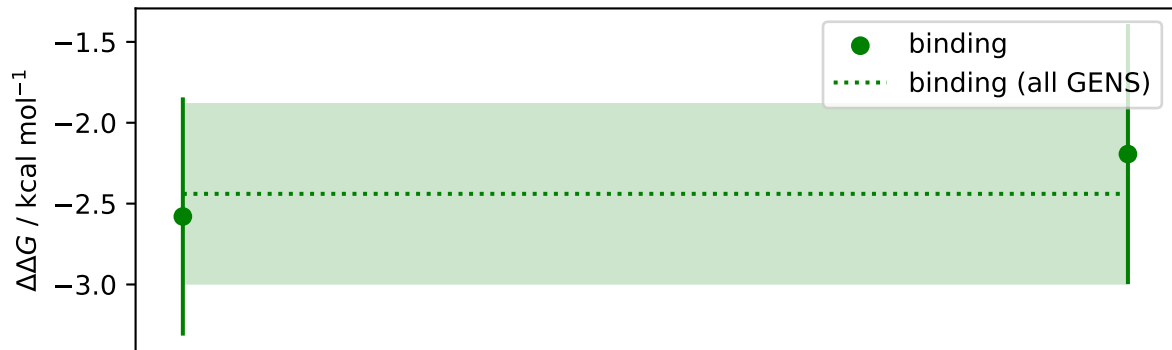 ΔΔG / kcal mol⁻¹
−1.5
−2.0
−2.5
−3.0
binding
binding (all GENS)